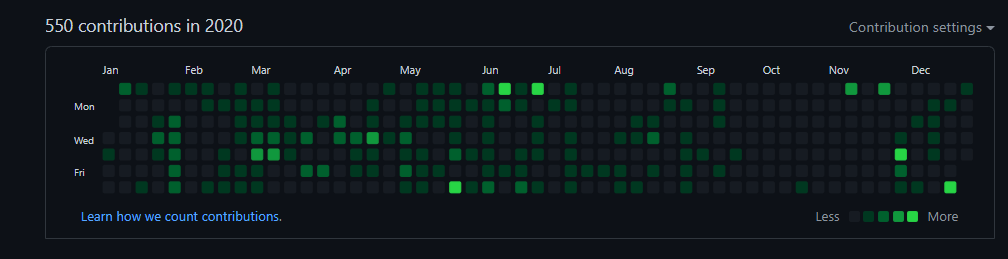 550 contributions in 2020
Contribution settings
Jan Feb Mar Apr May Jun Jul Aug Sep Oct Nov Dec
Mon
Wed
Fri
Learn how we count contributions.
Less More